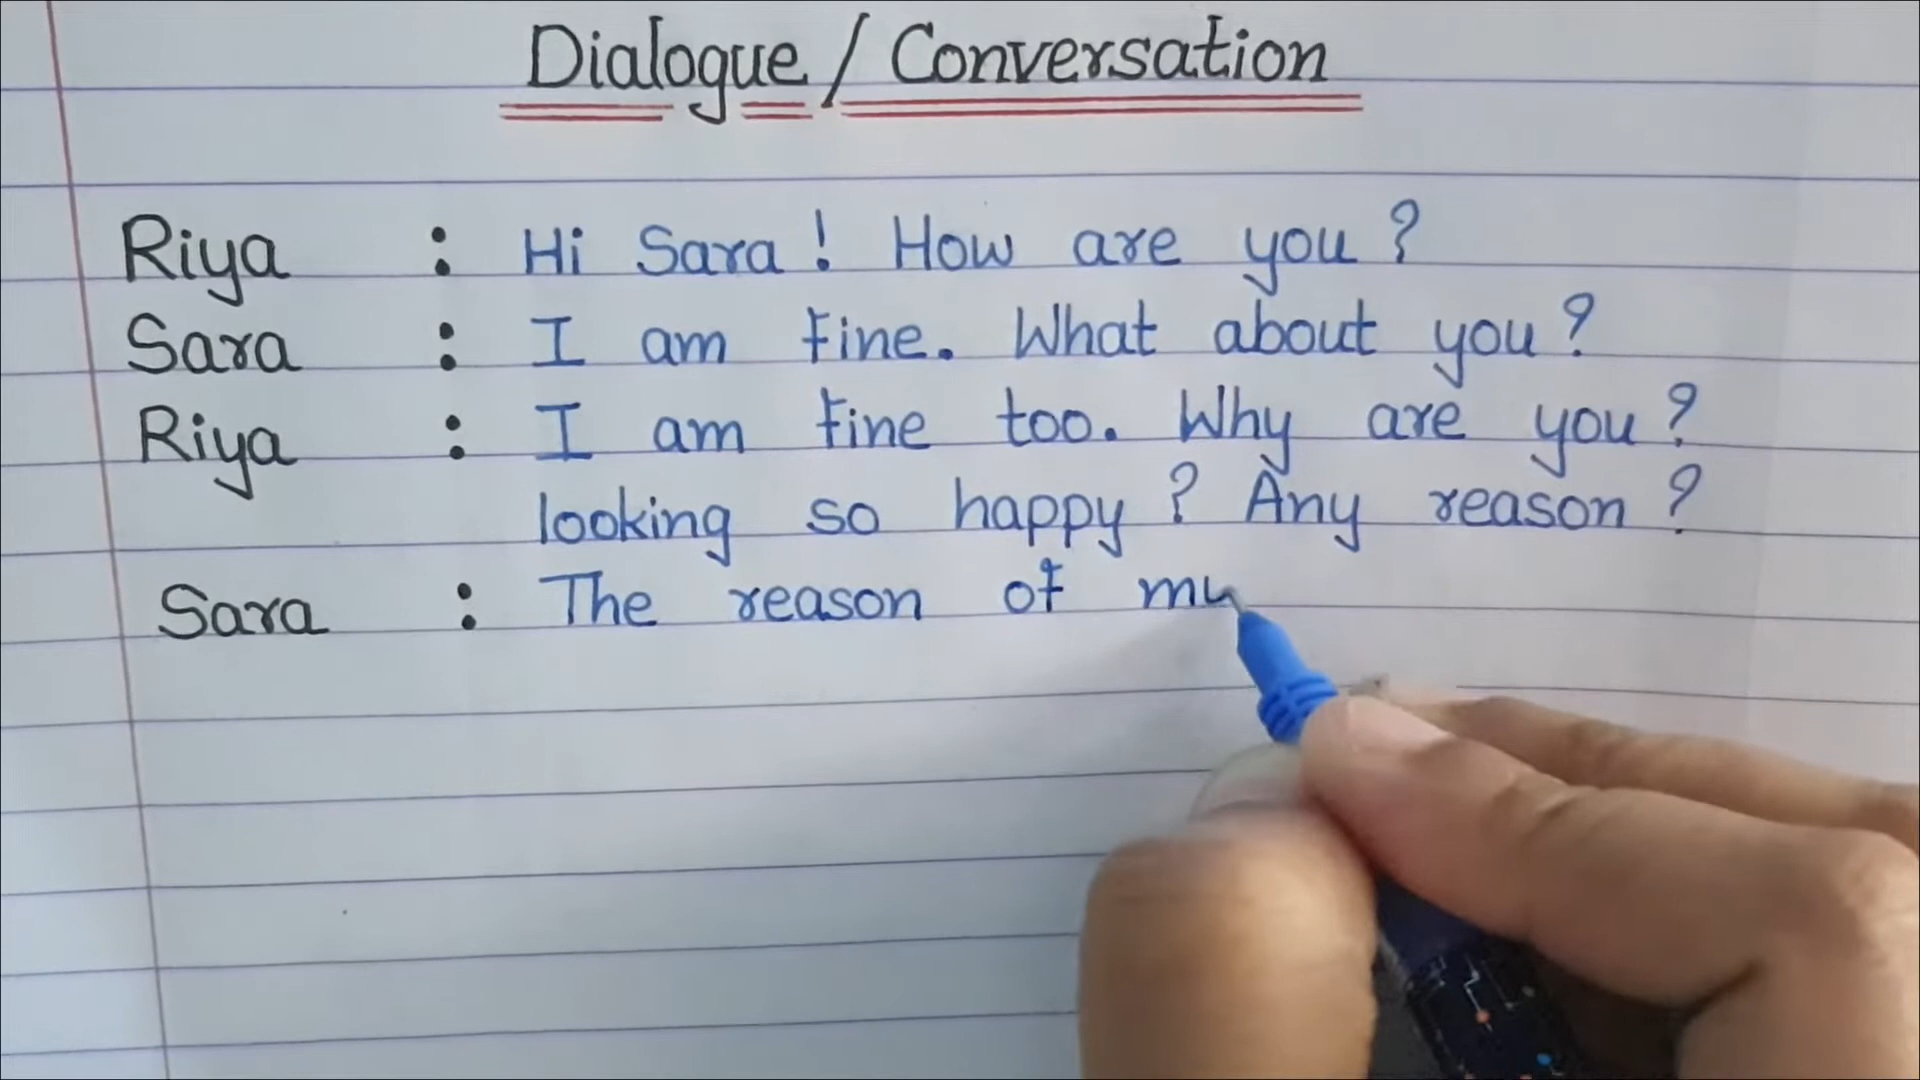 Dialogue / Conversation
Riya : Hi Sara! How are you?
Sara : I am fine. What about you?
Riya : I am fine too. Why are you?
looking so happy? Any reason?
Sara : The reason of my